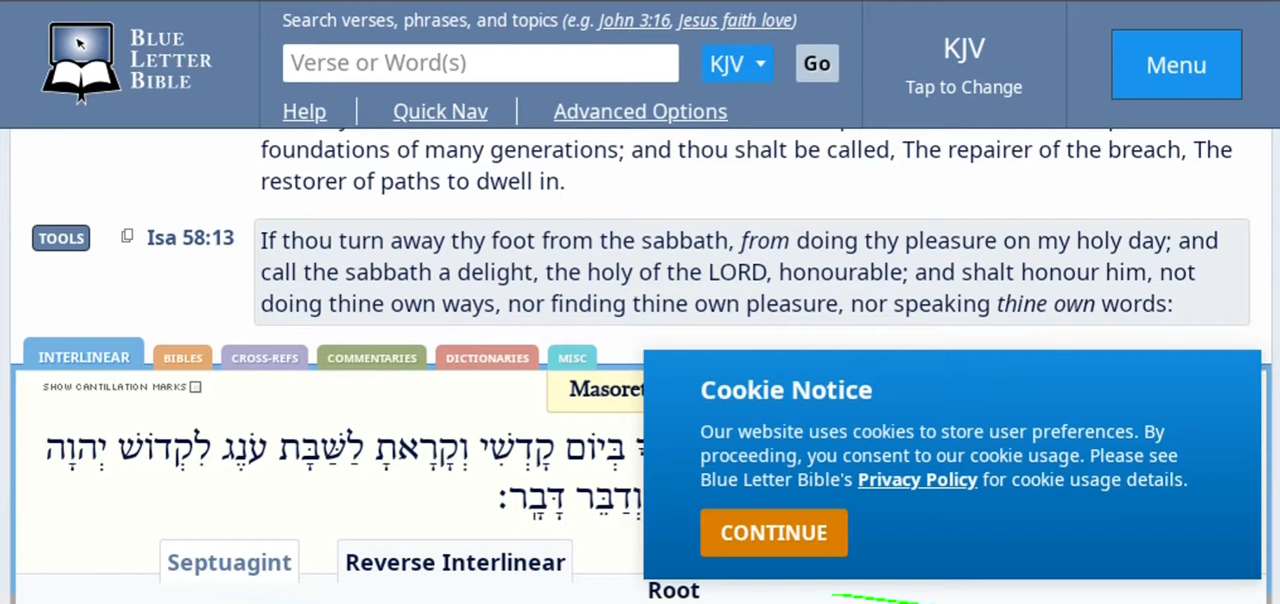 BLUE
LETTER
BIBLE
Search verses, phrases, and topics (e.g. John 3:16, Jesus faith love)
Verse or Word(s)
KJV
Go
Help
Quick Nav
Advanced Options
KJV
Tap to Change
Menu
foundations of many generations; and thou shalt be called, The repairer of the breach, The
restorer of paths to dwell in.
TOOLS
Isa 58:13
If thou turn away thy foot from the sabbath, from doing thy pleasure on my holy day; and
call the sabbath a delight, the holy of the LORD, honourable; and shalt honour him, not
doing thine own ways, nor finding thine own pleasure, nor speaking thine own words:
INTERLINEAR
BIBLES
CROSS-REFS
COMMENTARIES
DICTIONARIES
MISC
SHOW CANTILLATION MARKS
Masoret
בְּיוֹם קָדְשִׁי וְקָרָאתָ לַשַּׁבָּת עֹנֶג לִקְדוֹשׁ יְהוָה
וְדַבֵּר דָּבָֽר׃
Septuagint
Reverse Interlinear
Root
Cookie Notice
Our website uses cookies to store user preferences. By
proceeding, you consent to our cookie usage. Please see
Blue Letter Bible's Privacy Policy for cookie usage details.
CONTINUE